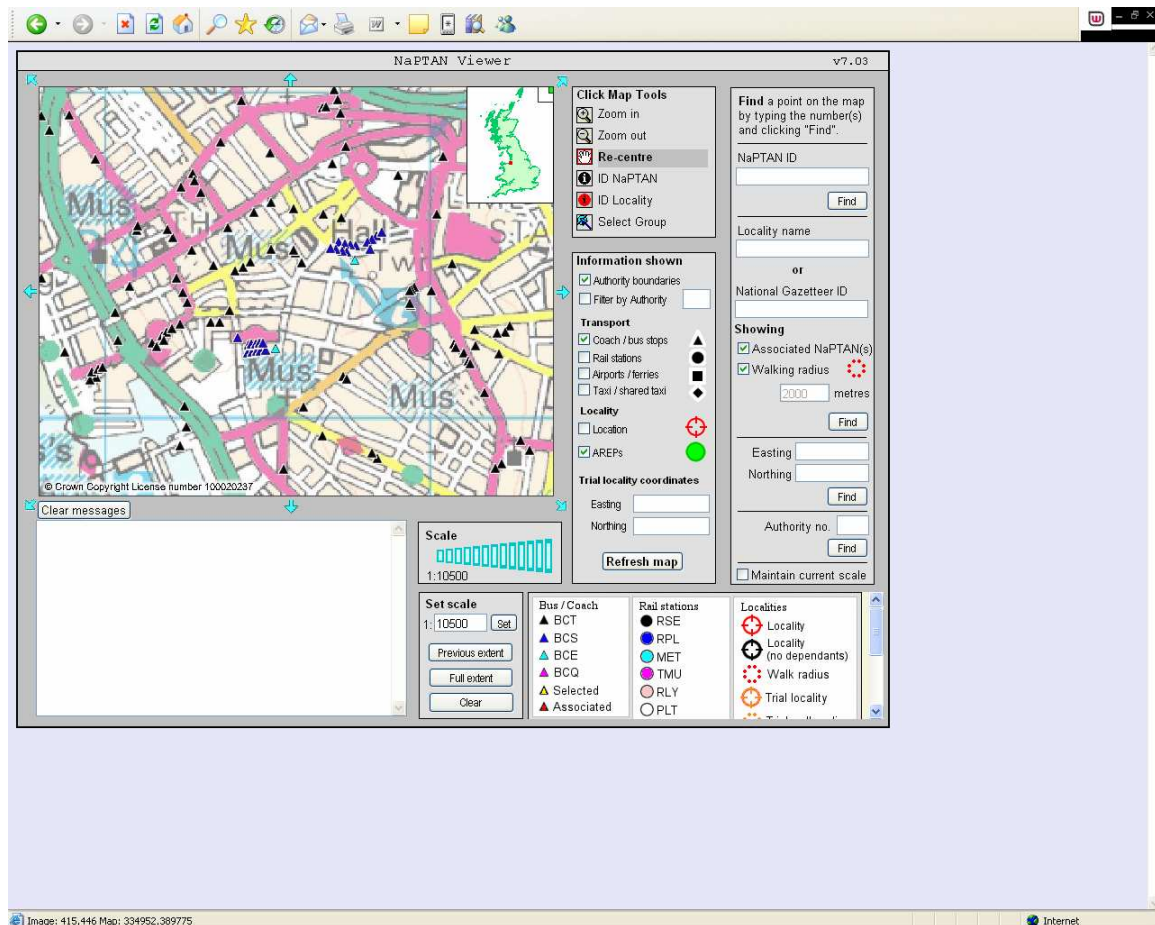 NaPTAN Viewer
v7.03
Mus
T H
Mus
Hall
Twr
STA
Mus
Mus
© Crown Copyright License number 100020237
Click Map Tools
Zoom in
Zoom out
Re-centre
ID NaPTAN
ID Locality
Select Group
Information shown
Authority boundaries
Filter by Authority
Transport
Coach / bus stops
Rail stations
Airports / ferries
Taxi / shared taxi
Locality
Location
AREPs
Trial locality coordinates
Easting
Northing
Refresh map
Find a point on the map
by typing the number(s)
and clicking "Find".
NaPTAN ID
Find
Locality name
or
National Gazetteer ID
Showing
Associated NaPTAN(s)
Walking radius
2000 metres
Find
Easting
Northing
Find
Authority no.
Find
Maintain current scale
Clear messages
Scale
1:10500
Set scale
1: 10500 Set
Previous extent
Full extent
Clear
Bus / Coach
BCT
BCS
BCE
BCQ
Selected
Associated
Rail stations
RSE
RPL
MET
TMU
RLY
PLT
Localities
Locality
Locality
(no dependants)
Walk radius
Trial locality
Image: 415,446 Map: 334952,389775
Internet